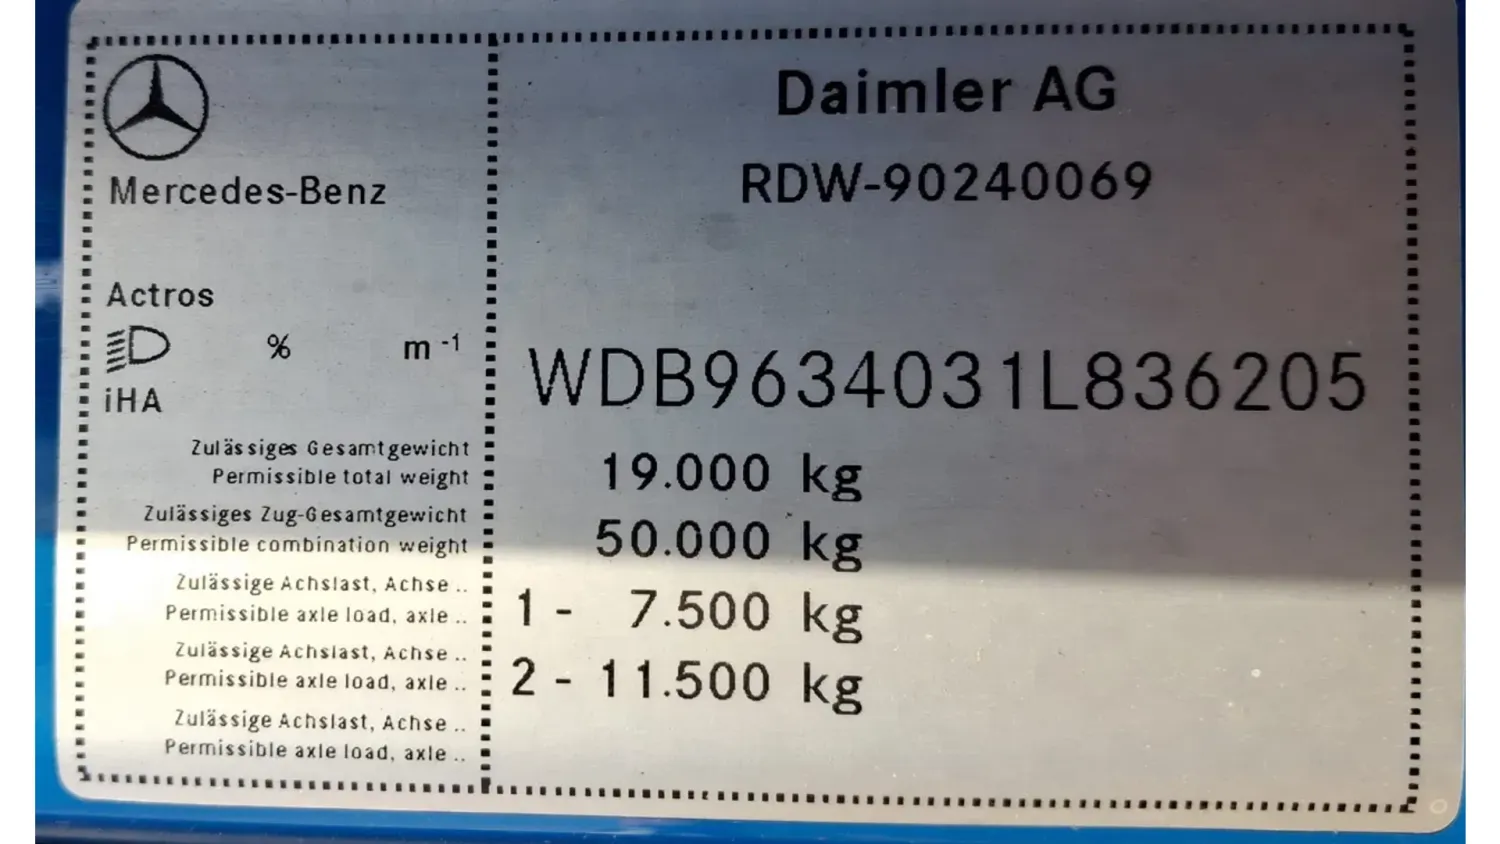 Daimler AG
RDW-90240069
Mercedes-Benz
Actros
% m -1
iHA
WDB9634031L836205
Zulässiges Gesamtgewicht
Permissible total weight 19.000 kg
Zulässiges Zug-Gesamtgewicht
Permissible combination weight 50.000 kg
Zulässige Achslast, Achse ..
Permissible axle load, axle .. 1 - 7.500 kg
Zulässige Achslast, Achse ..
Permissible axle load, axle .. 2 - 11.500 kg
Zulässige Achslast, Achse ..
Permissible axle load, axle ..